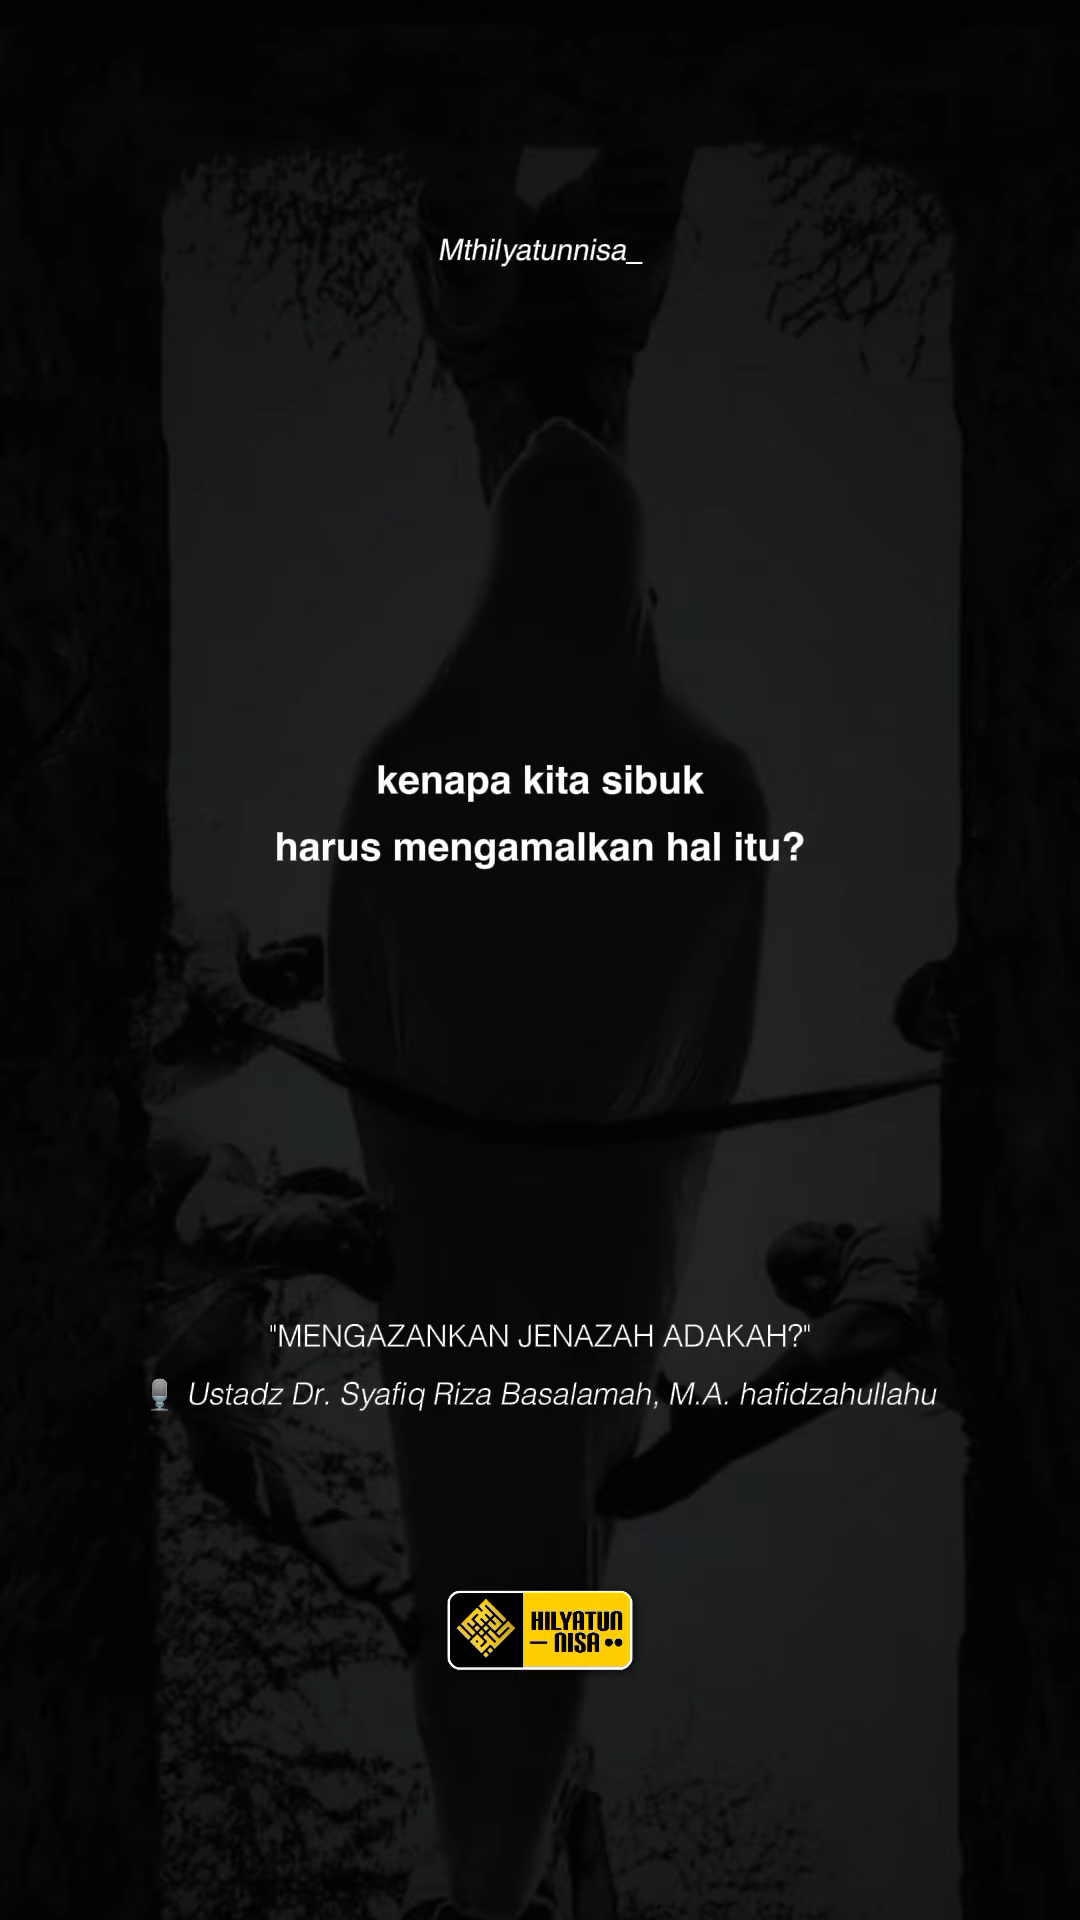 Mthilyatunnisa_
kenapa kita sibuk
harus mengamalkan hal itu?
"MENGAZANKAN JENAZAH ADAKAH?"
Ustadz Dr. Syafiq Riza Basalamah, M.A. hafidzahullahu
HILYATUN
NISA